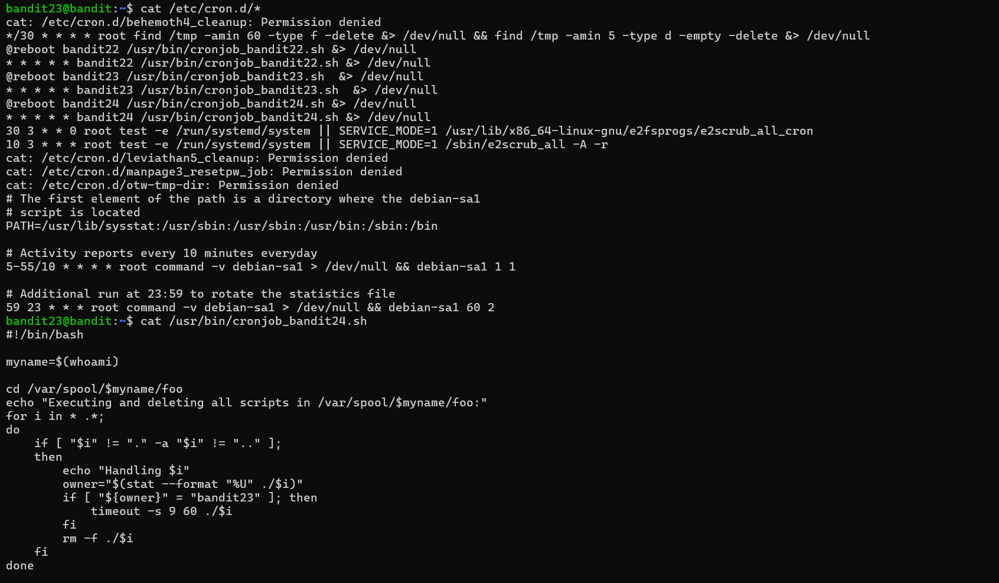 bandit23@bandit:~$ cat /etc/cron.d/*
cat: /etc/cron.d/behemoth4_cleanup: Permission denied
*/30 * * * * root find /tmp -amin 60 -type f -delete &> /dev/null && find /tmp -amin 5 -type d -empty -delete &> /dev/null
@reboot bandit22 /usr/bin/cronjob_bandit22.sh &> /dev/null
* * * * * bandit22 /usr/bin/cronjob_bandit22.sh &> /dev/null
@reboot bandit23 /usr/bin/cronjob_bandit23.sh  &> /dev/null
* * * * * bandit23 /usr/bin/cronjob_bandit23.sh  &> /dev/null
@reboot bandit24 /usr/bin/cronjob_bandit24.sh &> /dev/null
* * * * * bandit24 /usr/bin/cronjob_bandit24.sh &> /dev/null
30 3 * * 0 root test -e /run/systemd/system || SERVICE_MODE=1 /usr/lib/x86_64-linux-gnu/e2fsprogs/e2scrub_all_cron
10 3 * * * root test -e /run/systemd/system || SERVICE_MODE=1 /sbin/e2scrub_all -A -r
cat: /etc/cron.d/leviathan5_cleanup: Permission denied
cat: /etc/cron.d/manpage3_resetpw_job: Permission denied
cat: /etc/cron.d/otw-tmp-dir: Permission denied
# The first element of the path is a directory where the debian-sa1
# script is located
PATH=/usr/lib/sysstat:/usr/sbin:/usr/sbin:/usr/bin:/sbin:/bin

# Activity reports every 10 minutes everyday
5-55/10 * * * * root command -v debian-sa1 > /dev/null && debian-sa1 1 1

# Additional run at 23:59 to rotate the statistics file
59 23 * * * root command -v debian-sa1 > /dev/null && debian-sa1 60 2
bandit23@bandit:~$ cat /usr/bin/cronjob_bandit24.sh
#!/bin/bash

myname=$(whoami)

cd /var/spool/$myname/foo
echo "Executing and deleting all scripts in /var/spool/$myname/foo:"
for i in * .*;
do
    if [ "$i" != "." -a "$i" != ".." ];
    then
        echo "Handling $i"
        owner="$(stat --format "%U" ./$i)"
        if [ "${owner}" = "bandit23" ]; then
            timeout -s 9 60 ./$i
        fi
        rm -f ./$i
    fi
done